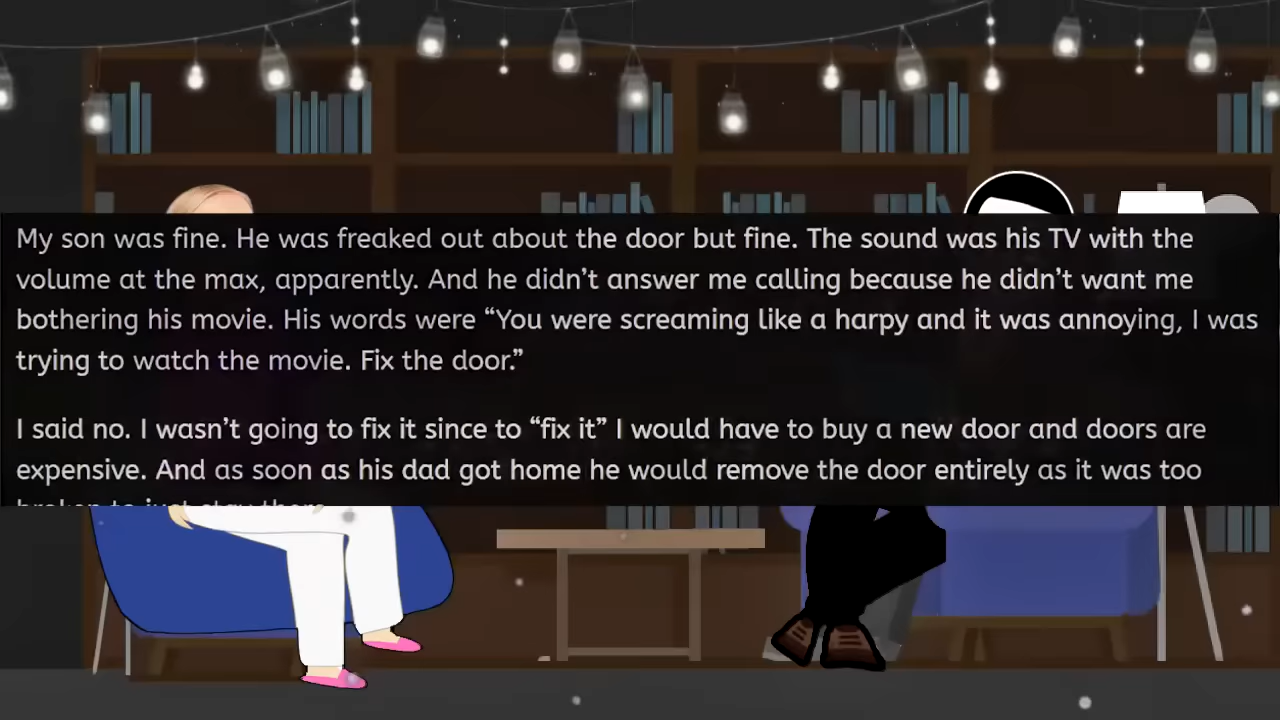 My son was fine. He was freaked out about the door but fine. The sound was his TV with the
volume at the max, apparently. And he didn’t answer me calling because he didn’t want me
bothering his movie. His words were “You were screaming like a harpy and it was annoying, I was
trying to watch the movie. Fix the door.”
I said no. I wasn’t going to fix it since to “fix it” I would have to buy a new door and doors are
expensive. And as soon as his dad got home he would remove the door entirely as it was too
broken to just stay there